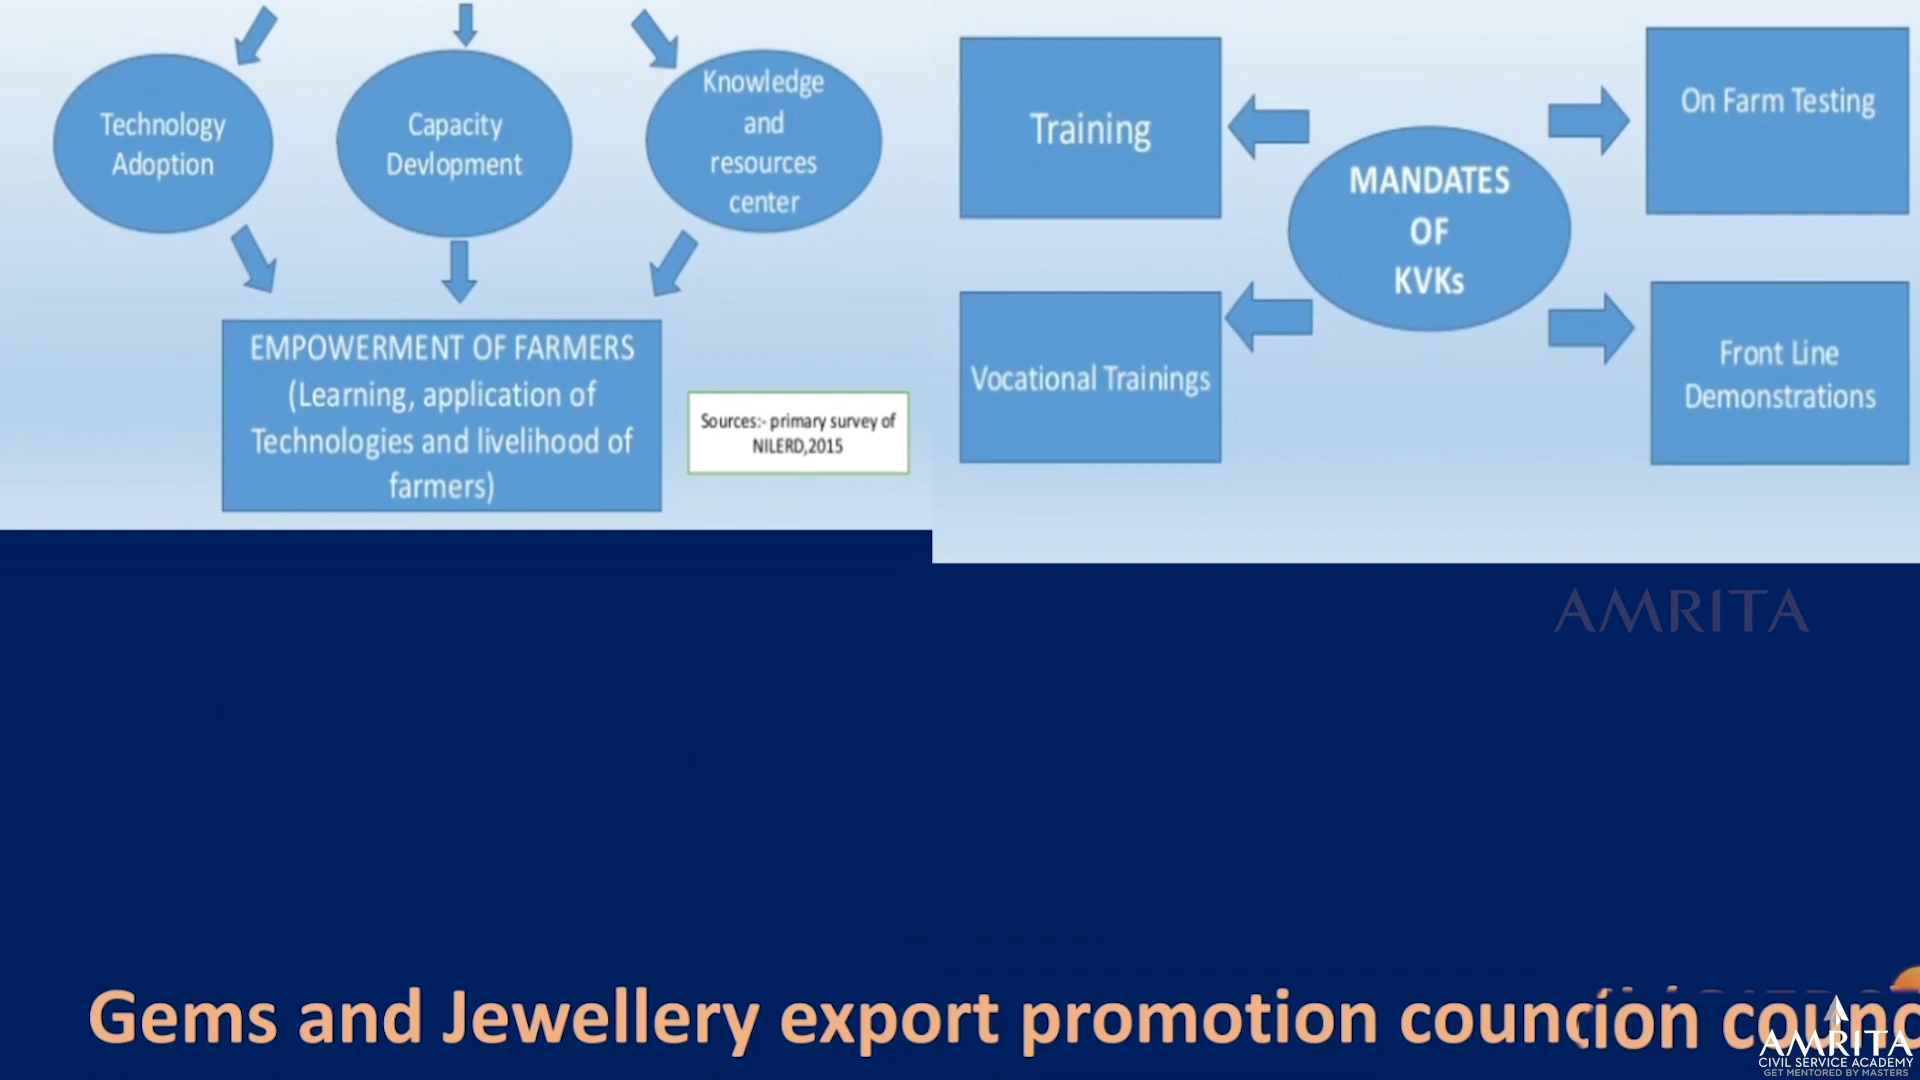 Technology
Adoption
Capacity
Devlopment
Knowledge
and
resources
center
EMPOWERMENT OF FARMERS
(Learning, application of
Technologies and livelihood of
farmers)
Sources:- primary survey of
NILERD,2015
Training
Vocational Trainings
MANDATES
OF
KVKs
On Farm Testing
Front Line
Demonstrations
AMRITA
Gems and Jewellery export promotion
AMRITA
CIVIL SERVICE ACADEMY
GET MENTORED BY MASTERS